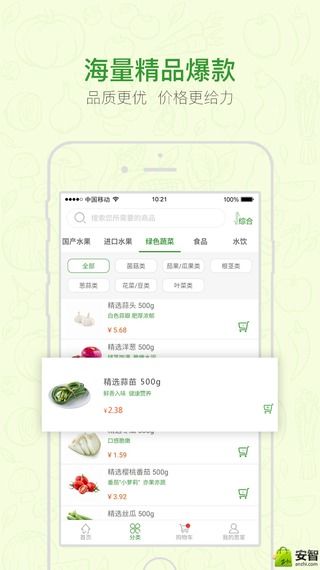 海量精品爆款
品质更优 价格更给力
中国移动
10:21
100%
搜索您所需要的商品
综合
国产水果 进口水果 绿色蔬菜 食品 水饮
全部 菌菇类 茄果/瓜果类 根茎类
葱蒜类 花菜/豆类 叶菜类
精选蒜头 500g
白色蒜瓣 肥厚浓郁
¥ 5.68
精选洋葱 500g
精选蒜苗 500g
鲜香入味 健康营养
¥2.38
口感脆嫩
¥ 1.59
精选樱桃番茄 500g
番茄"小萝莉" 亦果亦蔬
¥ 3.92
精选丝瓜 500g
首页 分类 购物车 我的觅家
安智
anzhi.com